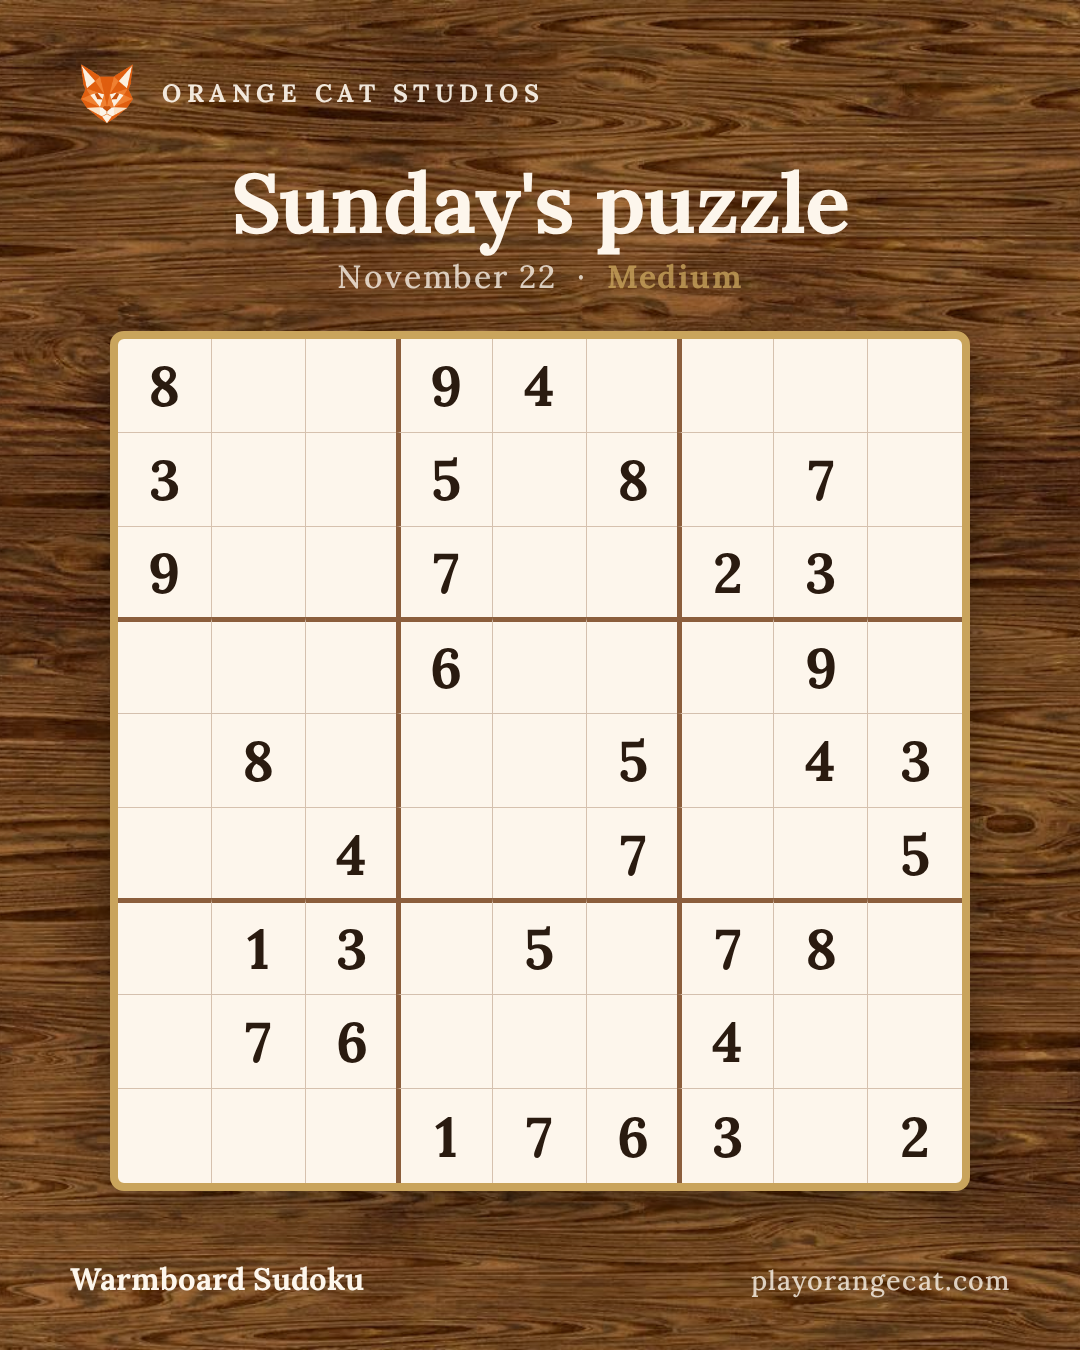 ORANGE CAT STUDIOS
Sunday's puzzle
November 22 · Medium
8 9 4
3 5 8 7
9 7 2 3
6 9
8 5 4 3
4 7 5
1 3 5 7 8
7 6 4
1 7 6 3 2
Warmboard Sudoku
playorangecat.com